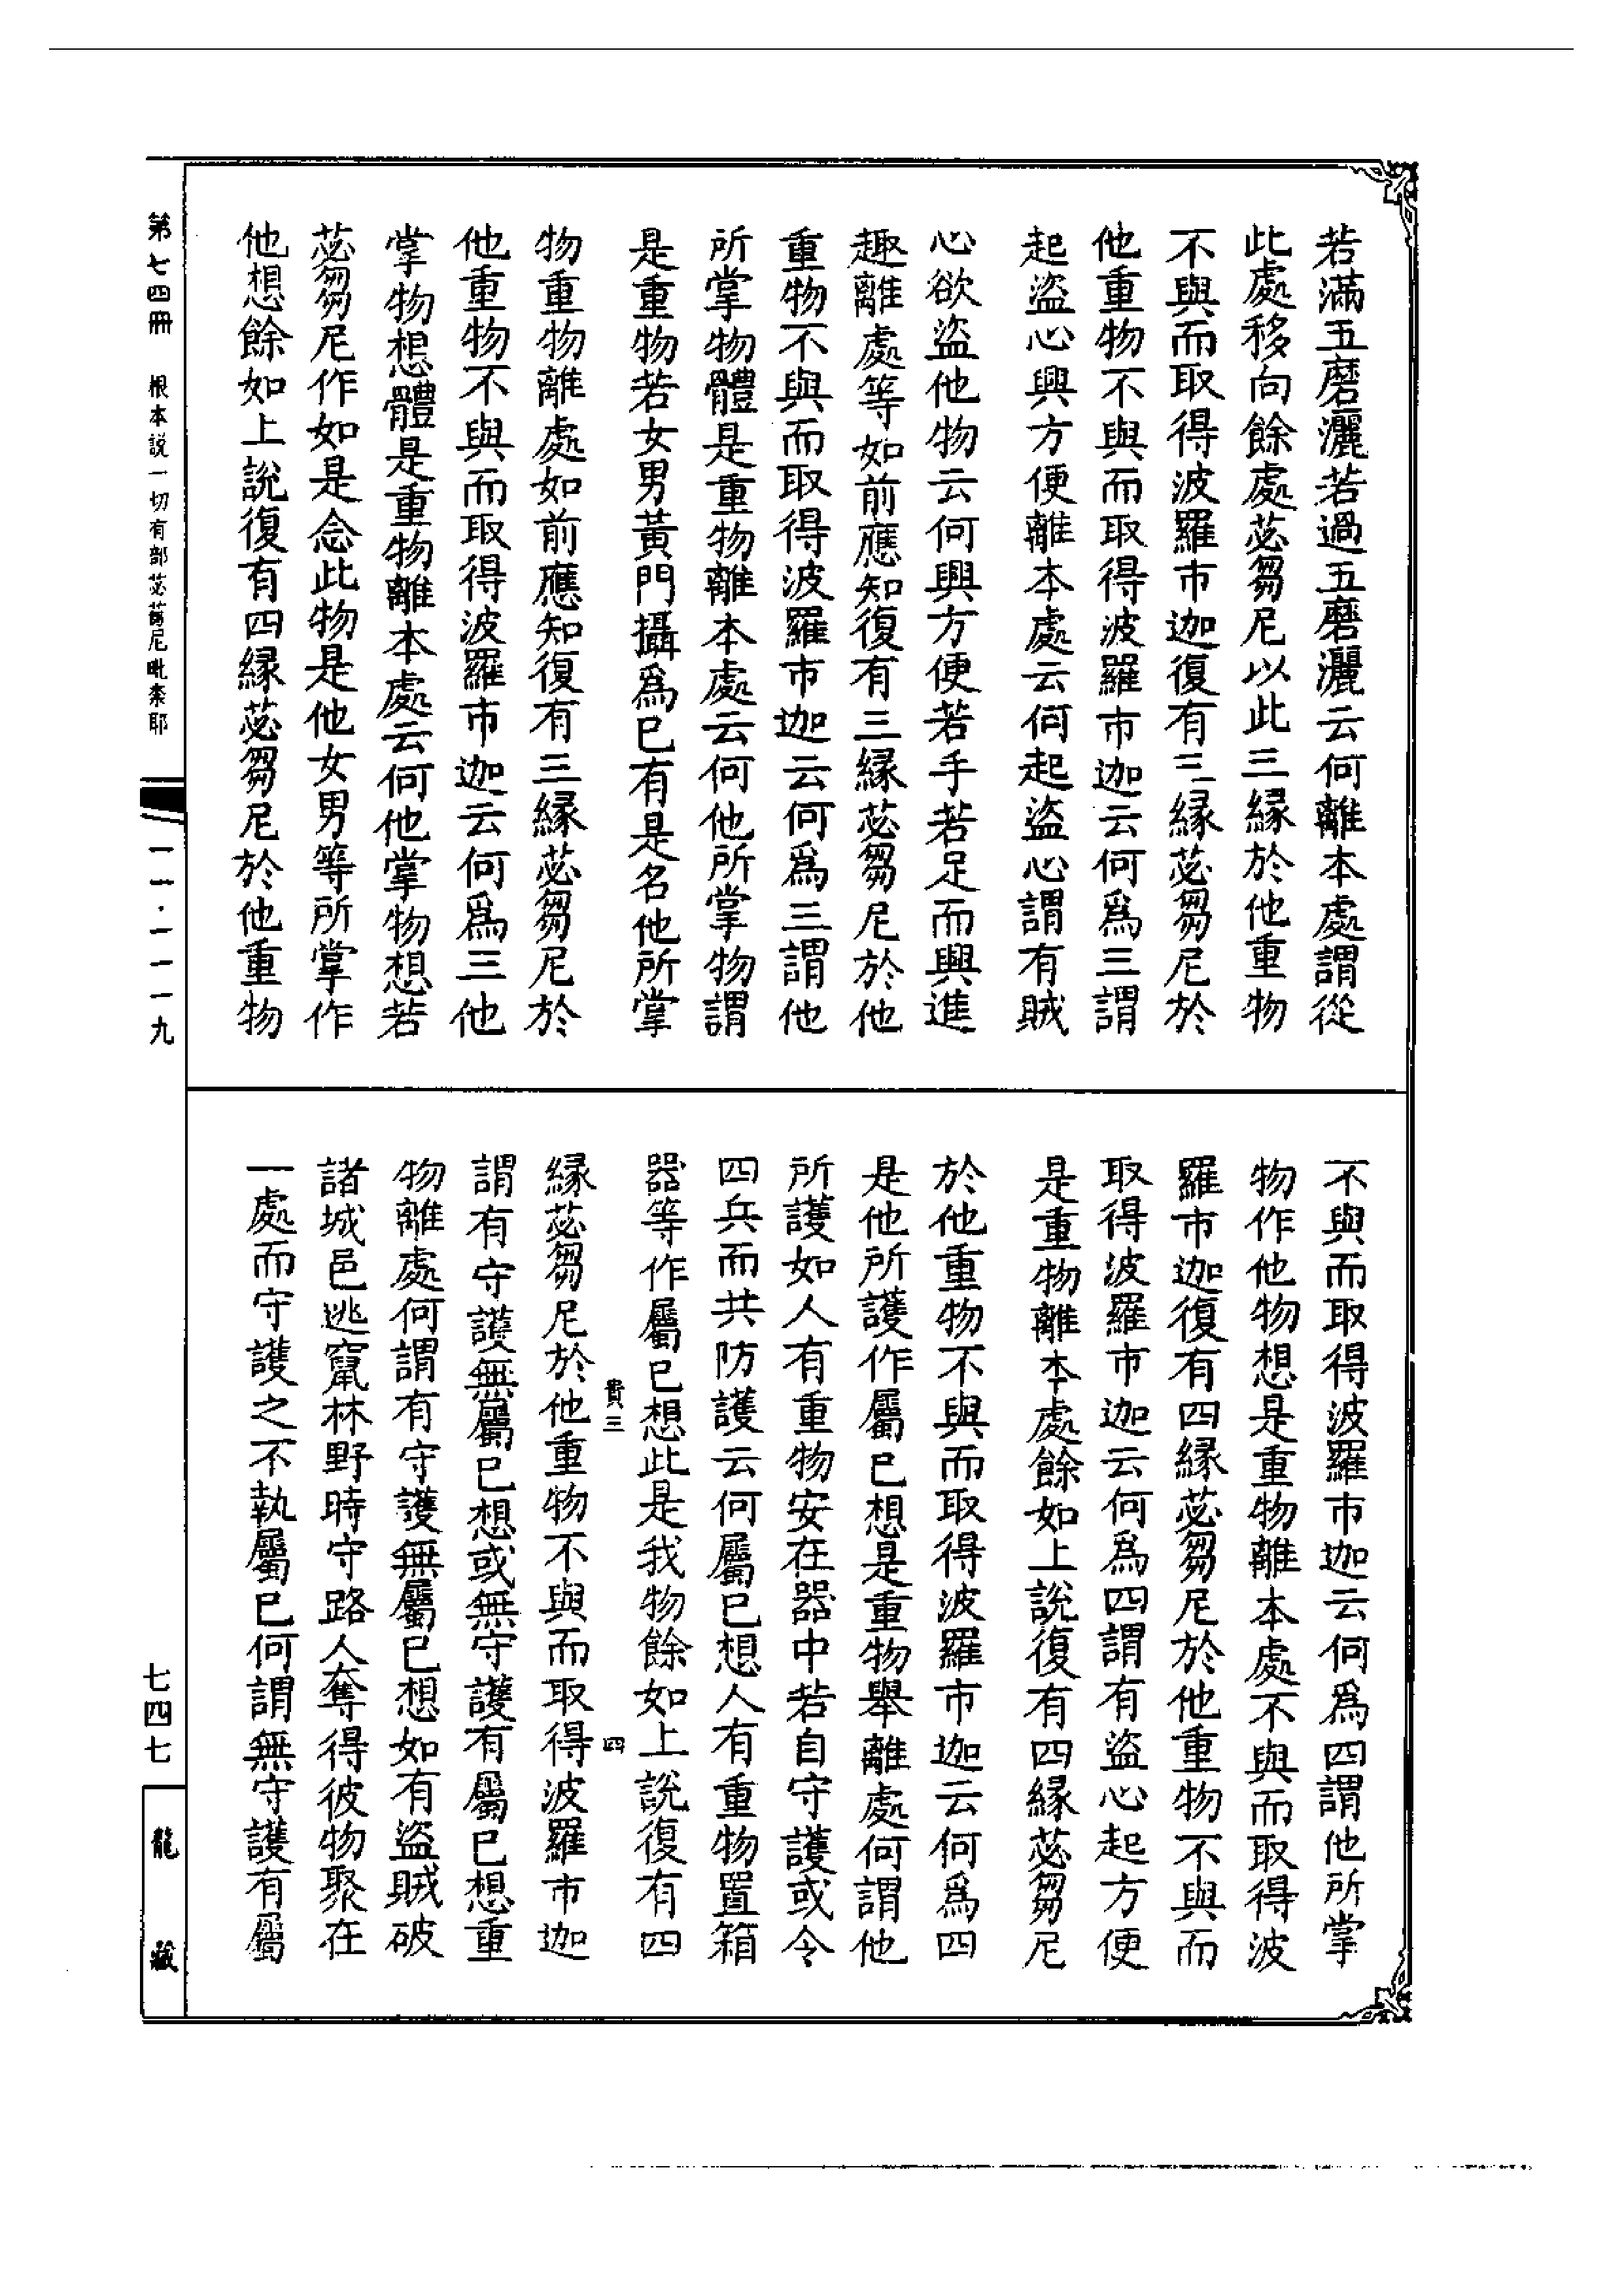 若滿五磨灑若過五磨灑云何離本處謂從
此處移向餘處苾芻尼以此三緣於他重物
不與而取得波羅市迦復有三緣苾芻尼於
他重物不與而取得波羅市迦云何爲三謂
起盜心興方便離本處云何起盜心謂有賊
心欲盜他物云何興方便若手若足而興進
趣離處等如前應知復有三緣苾芻尼於他
重物不與而取得波羅市迦云何爲三謂他
所掌物體是重物離本處云何他所掌物謂
是重物若女男黃門攝爲已有是名他所掌
物重物離處如前應知復有三緣苾芻尼於
他重物不與而取得波羅市迦云何爲三他
掌物想體是重物離本處云何他掌物想若
苾芻尼作如是念此物是他女男等所掌作
他想餘如上說復有四緣苾芻尼於他重物
不與而取得波羅市迦云何爲四謂他所掌
物作他物想是重物離本處不與而取得波
羅市迦復有四緣苾芻尼於他重物不與而
取得波羅市迦云何爲四謂有盜心起方便
是重物離本處餘如上說復有四緣苾芻尼
於他重物不與而取得波羅市迦云何爲四
是他所護作屬已想是重物舉離處何謂他
所護如人有重物安在器中若自守護或令
四兵而共防護云何屬已想人有重物置箱
器等作屬已想此是我物餘如上說復有四
費三 四
緣苾芻尼於他重物不與而取得波羅市迦
謂有守護無屬已想或無守護有屬已想重
物離處何謂有守護無屬已想如有盜賊破
諸城邑逃竄林野時守路人奪得彼物聚在
一處而守護之不執屬已何謂無守護有屬
第七四冊 根本說一切有部苾芻尼毗奈耶
一一·一一一九
七四七
龍藏